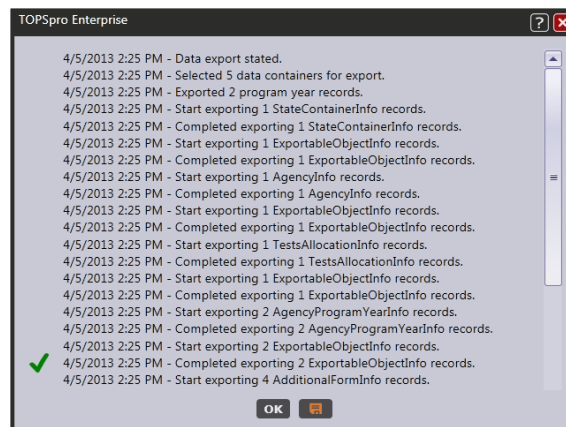 TOPSpro Enterprise
?
4/5/2013 2:25 PM - Data export stated.
4/5/2013 2:25 PM - Selected 5 data containers for export.
4/5/2013 2:25 PM - Exported 2 program year records.
4/5/2013 2:25 PM - Start exporting 1 StateContainerInfo records.
4/5/2013 2:25 PM - Completed exporting 1 StateContainerInfo records.
4/5/2013 2:25 PM - Start exporting 1 ExportableObjectInfo records.
4/5/2013 2:25 PM - Completed exporting 1 ExportableObjectInfo records.
4/5/2013 2:25 PM - Start exporting 1 AgencyInfo records.
4/5/2013 2:25 PM - Completed exporting 1 AgencyInfo records.
4/5/2013 2:25 PM - Start exporting 1 ExportableObjectInfo records.
4/5/2013 2:25 PM - Completed exporting 1 ExportableObjectInfo records.
4/5/2013 2:25 PM - Start exporting 1 TestsAllocationInfo records.
4/5/2013 2:25 PM - Completed exporting 1 TestsAllocationInfo records.
4/5/2013 2:25 PM - Start exporting 1 ExportableObjectInfo records.
4/5/2013 2:25 PM - Completed exporting 1 ExportableObjectInfo records.
4/5/2013 2:25 PM - Start exporting 2 AgencyProgramYearInfo records.
4/5/2013 2:25 PM - Completed exporting 2 AgencyProgramYearInfo records.
4/5/2013 2:25 PM - Start exporting 2 ExportableObjectInfo records.
4/5/2013 2:25 PM - Completed exporting 2 ExportableObjectInfo records.
4/5/2013 2:25 PM - Start exporting 4 AdditionalFormInfo records.
OK